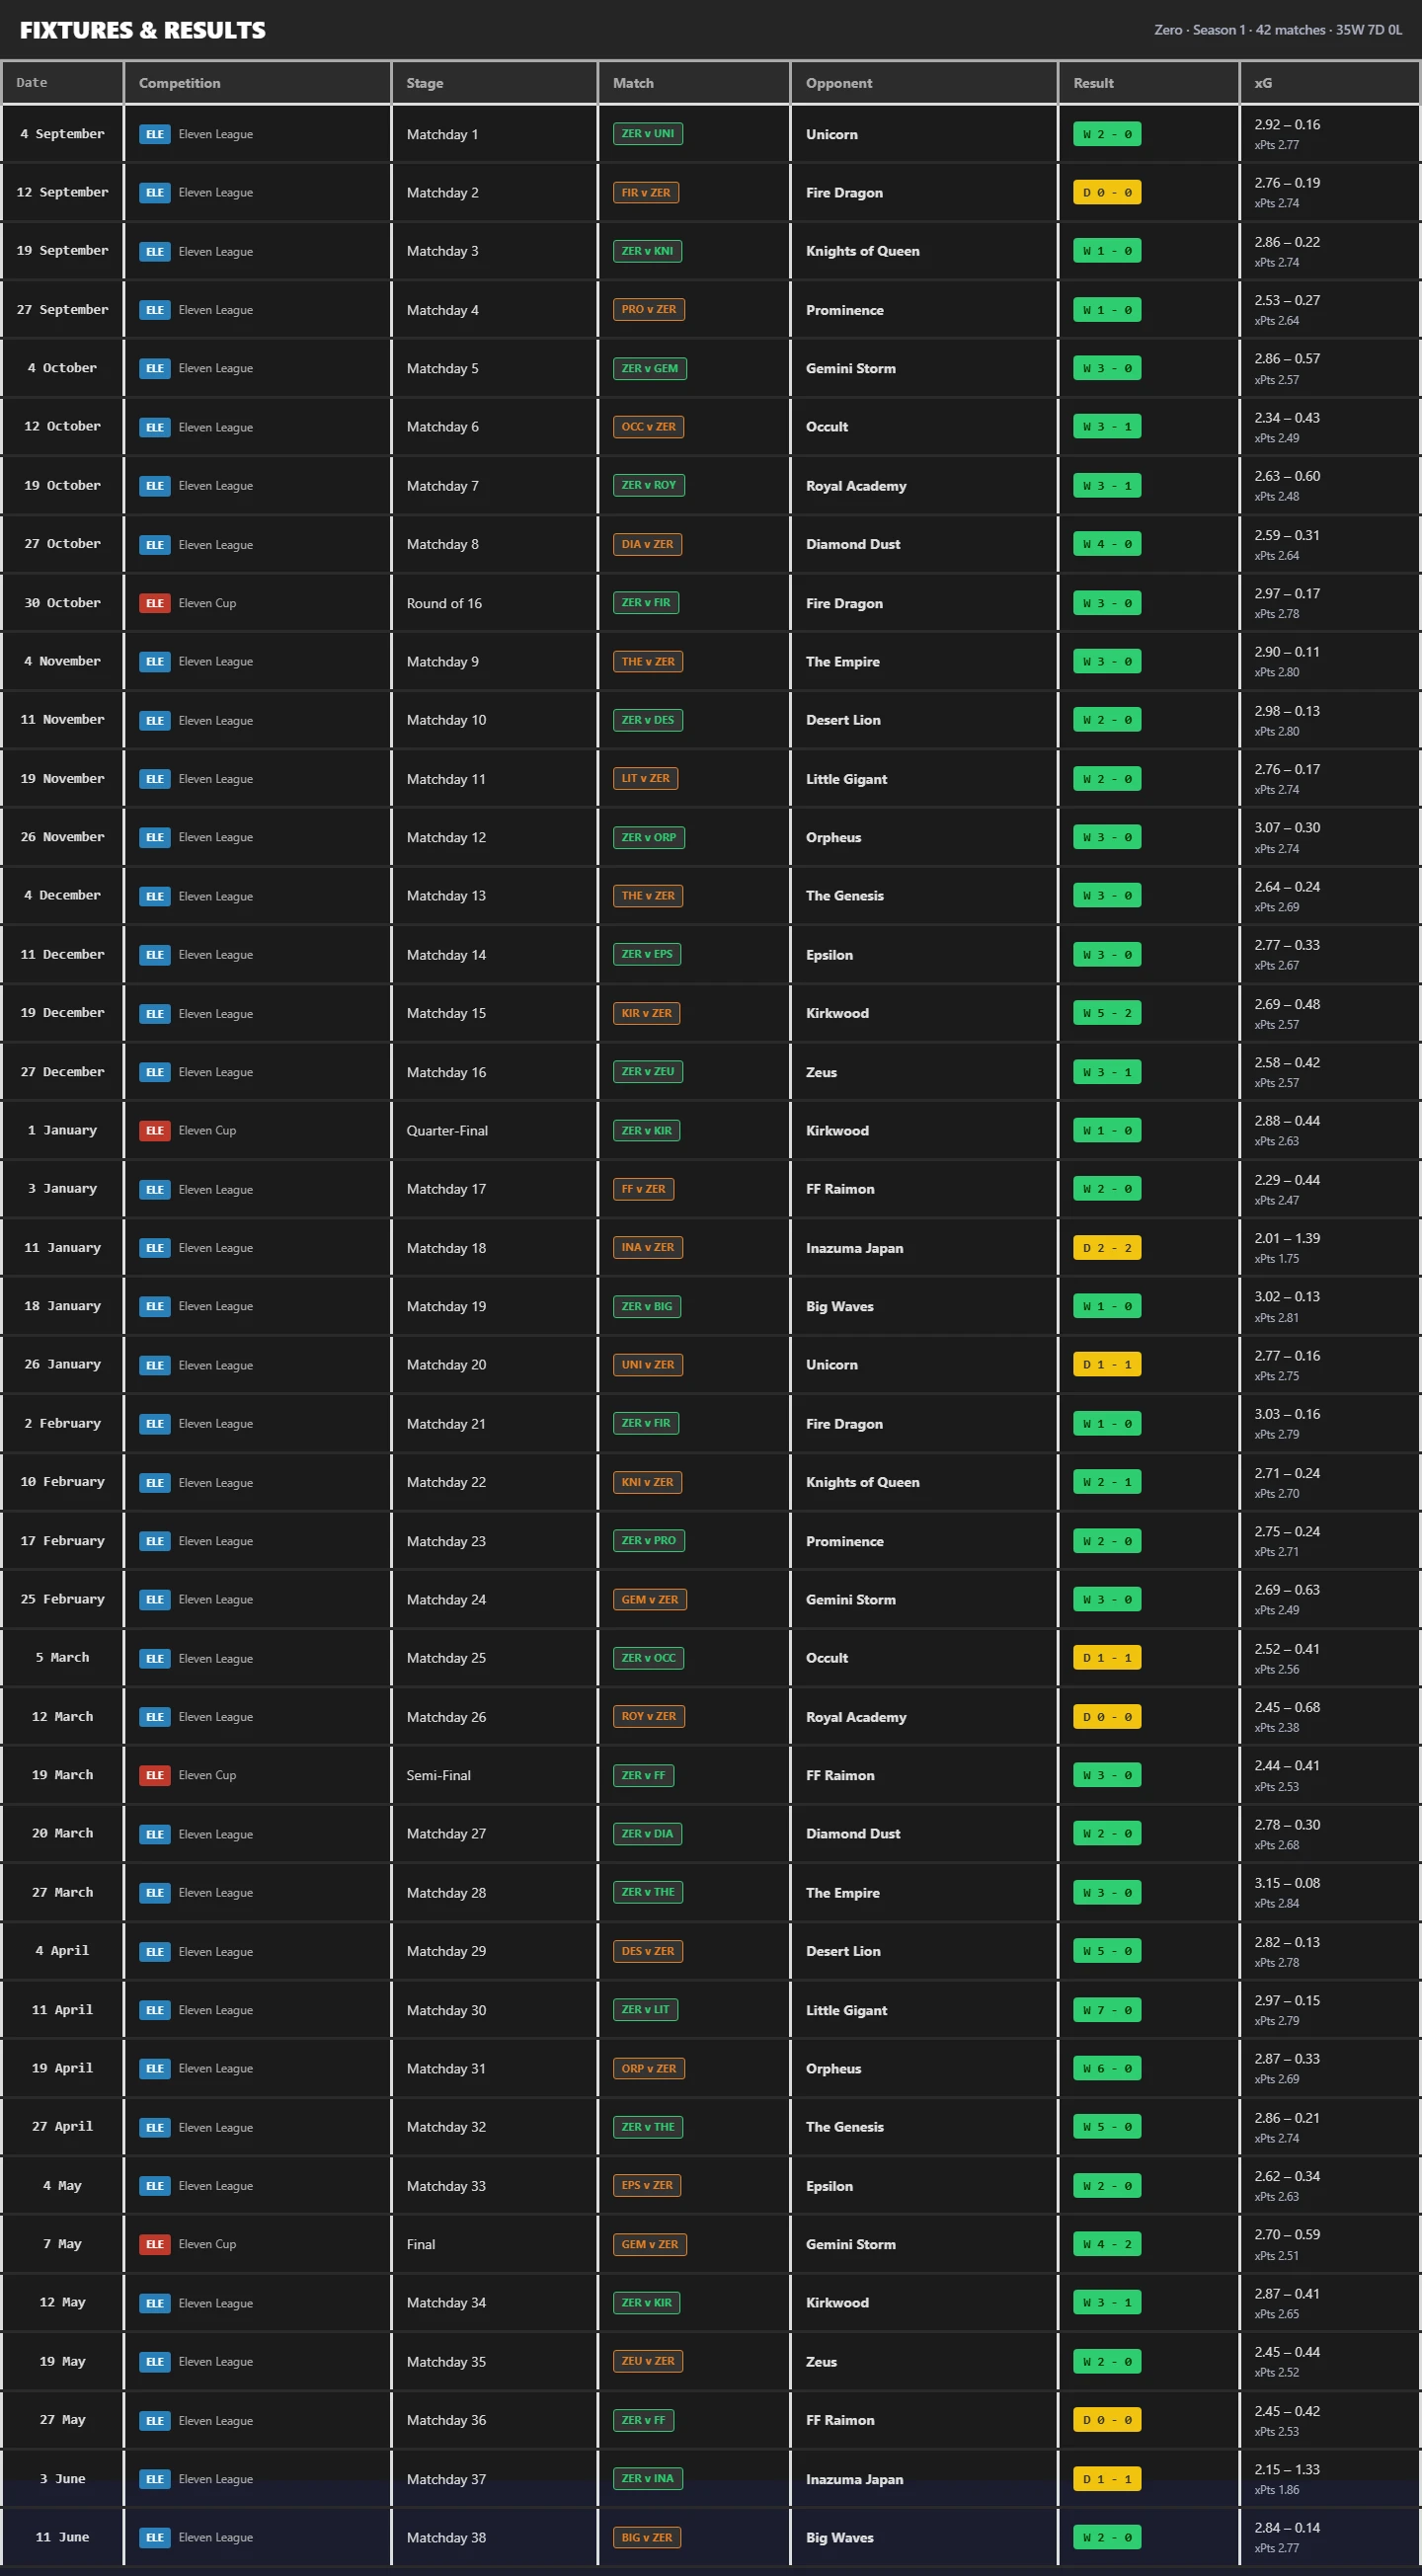 FIXTURES & RESULTS
Zero · Season 1 · 42 matches · 35W 7D 0L
Date Competition Stage Match Opponent Result xG
4 September ELE Eleven League Matchday 1 ZER v UNI Unicorn W 2 - 0 2.92 – 0.16
xPts 2.77
12 September ELE Eleven League Matchday 2 FIR v ZER Fire Dragon D 0 - 0 2.76 – 0.19
xPts 2.74
19 September ELE Eleven League Matchday 3 ZER v KNI Knights of Queen W 1 - 0 2.86 – 0.22
xPts 2.74
27 September ELE Eleven League Matchday 4 PRO v ZER Prominence W 1 - 0 2.53 – 0.27
xPts 2.64
4 October ELE Eleven League Matchday 5 ZER v GEM Gemini Storm W 3 - 0 2.86 – 0.57
xPts 2.57
12 October ELE Eleven League Matchday 6 OCC v ZER Occult W 3 - 1 2.34 – 0.43
xPts 2.49
19 October ELE Eleven League Matchday 7 ZER v ROY Royal Academy W 3 - 1 2.63 – 0.60
xPts 2.48
27 October ELE Eleven League Matchday 8 DIA v ZER Diamond Dust W 4 - 0 2.59 – 0.31
xPts 2.64
30 October ELE Eleven Cup Round of 16 ZER v FIR Fire Dragon W 3 - 0 2.97 – 0.17
xPts 2.78
4 November ELE Eleven League Matchday 9 THE v ZER The Empire W 3 - 0 2.90 – 0.11
xPts 2.80
11 November ELE Eleven League Matchday 10 ZER v DES Desert Lion W 2 - 0 2.98 – 0.13
xPts 2.80
19 November ELE Eleven League Matchday 11 LIT v ZER Little Gigant W 2 - 0 2.76 – 0.17
xPts 2.74
26 November ELE Eleven League Matchday 12 ZER v ORP Orpheus W 3 - 0 3.07 – 0.30
xPts 2.74
4 December ELE Eleven League Matchday 13 THE v ZER The Genesis W 3 - 0 2.64 – 0.24
xPts 2.69
11 December ELE Eleven League Matchday 14 ZER v EPS Epsilon W 3 - 0 2.77 – 0.33
xPts 2.67
19 December ELE Eleven League Matchday 15 KIR v ZER Kirkwood W 5 - 2 2.69 – 0.48
xPts 2.57
27 December ELE Eleven League Matchday 16 ZER v ZEU Zeus W 3 - 1 2.58 – 0.42
xPts 2.57
1 January ELE Eleven Cup Quarter-Final ZER v KIR Kirkwood W 1 - 0 2.88 – 0.44
xPts 2.63
3 January ELE Eleven League Matchday 17 FF v ZER FF Raimon W 2 - 0 2.29 – 0.44
xPts 2.47
11 January ELE Eleven League Matchday 18 INA v ZER Inazuma Japan D 2 - 2 2.01 – 1.39
xPts 1.75
18 January ELE Eleven League Matchday 19 ZER v BIG Big Waves W 1 - 0 3.02 – 0.13
xPts 2.81
26 January ELE Eleven League Matchday 20 UNI v ZER Unicorn D 1 - 1 2.77 – 0.16
xPts 2.75
2 February ELE Eleven League Matchday 21 ZER v FIR Fire Dragon W 1 - 0 3.03 – 0.16
xPts 2.79
10 February ELE Eleven League Matchday 22 KNI v ZER Knights of Queen W 2 - 1 2.71 – 0.24
xPts 2.70
17 February ELE Eleven League Matchday 23 ZER v PRO Prominence W 2 - 0 2.75 – 0.24
xPts 2.71
25 February ELE Eleven League Matchday 24 GEM v ZER Gemini Storm W 3 - 0 2.69 – 0.63
xPts 2.49
5 March ELE Eleven League Matchday 25 ZER v OCC Occult D 1 - 1 2.52 – 0.41
xPts 2.56
12 March ELE Eleven League Matchday 26 ROY v ZER Royal Academy D 0 - 0 2.45 – 0.68
xPts 2.38
19 March ELE Eleven Cup Semi-Final ZER v FF FF Raimon W 3 - 0 2.44 – 0.41
xPts 2.53
20 March ELE Eleven League Matchday 27 ZER v DIA Diamond Dust W 2 - 0 2.78 – 0.30
xPts 2.68
27 March ELE Eleven League Matchday 28 ZER v THE The Empire W 3 - 0 3.15 – 0.08
xPts 2.84
4 April ELE Eleven League Matchday 29 DES v ZER Desert Lion W 5 - 0 2.82 – 0.13
xPts 2.78
11 April ELE Eleven League Matchday 30 ZER v LIT Little Gigant W 7 - 0 2.97 – 0.15
xPts 2.79
19 April ELE Eleven League Matchday 31 ORP v ZER Orpheus W 6 - 0 2.87 – 0.33
xPts 2.69
27 April ELE Eleven League Matchday 32 ZER v THE The Genesis W 5 - 0 2.86 – 0.21
xPts 2.74
4 May ELE Eleven League Matchday 33 EPS v ZER Epsilon W 2 - 0 2.62 – 0.34
xPts 2.63
7 May ELE Eleven Cup Final GEM v ZER Gemini Storm W 4 - 2 2.70 – 0.59
xPts 2.51
12 May ELE Eleven League Matchday 34 ZER v KIR Kirkwood W 3 - 1 2.87 – 0.41
xPts 2.65
19 May ELE Eleven League Matchday 35 ZEU v ZER Zeus W 2 - 0 2.45 – 0.44
xPts 2.52
27 May ELE Eleven League Matchday 36 ZER v FF FF Raimon D 0 - 0 2.45 – 0.42
xPts 2.53
3 June ELE Eleven League Matchday 37 ZER v INA Inazuma Japan D 1 - 1 2.15 – 1.33
xPts 1.86
11 June ELE Eleven League Matchday 38 BIG v ZER Big Waves W 2 - 0 2.84 – 0.14
xPts 2.77